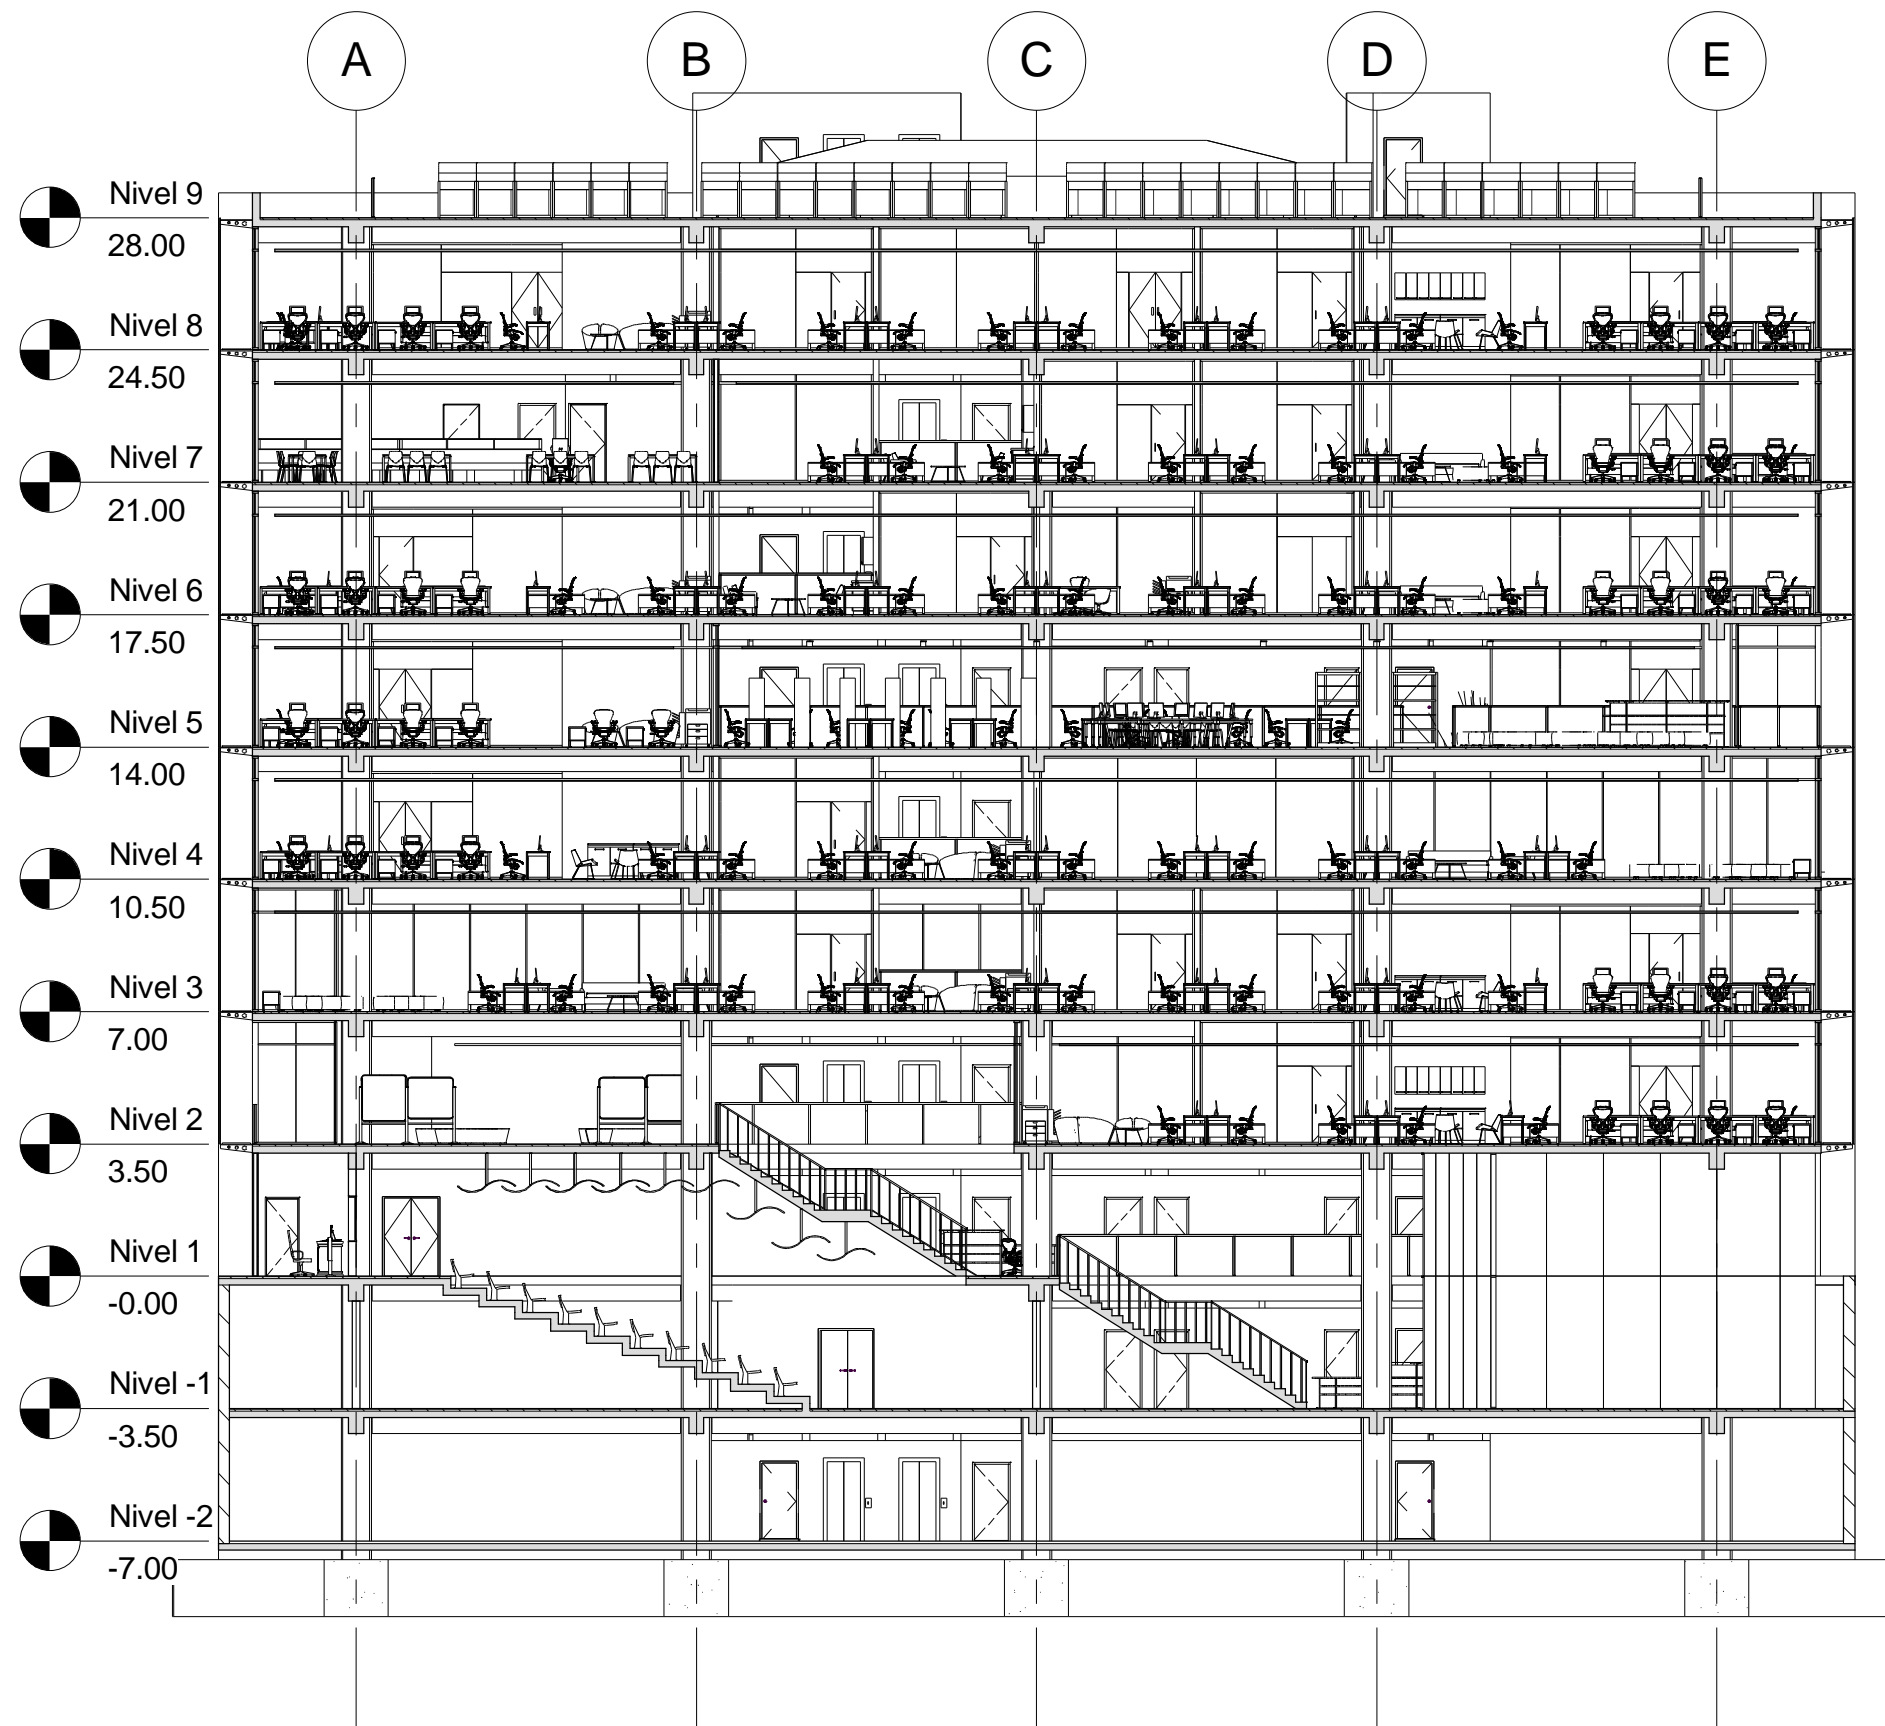 A B C D E
Nivel 9
28.00
Nivel 8
24.50
Nivel 7
21.00
Nivel 6
17.50
Nivel 5
14.00
Nivel 4
10.50
Nivel 3
7.00
Nivel 2
3.50
Nivel 1
-0.00
Nivel -1
-3.50
Nivel -2
-7.00